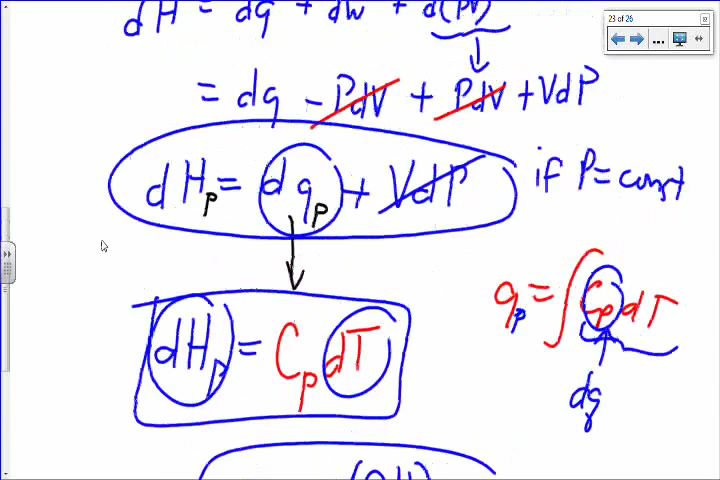 dH = dq + dw + d(PV)
23 of 26
= dq - PdV + PdV + VdP
dH_P = dq_P + VdP if P = const
q_P = ∫ C_P dT
dH_P = C_P dT
dq
(∂H)